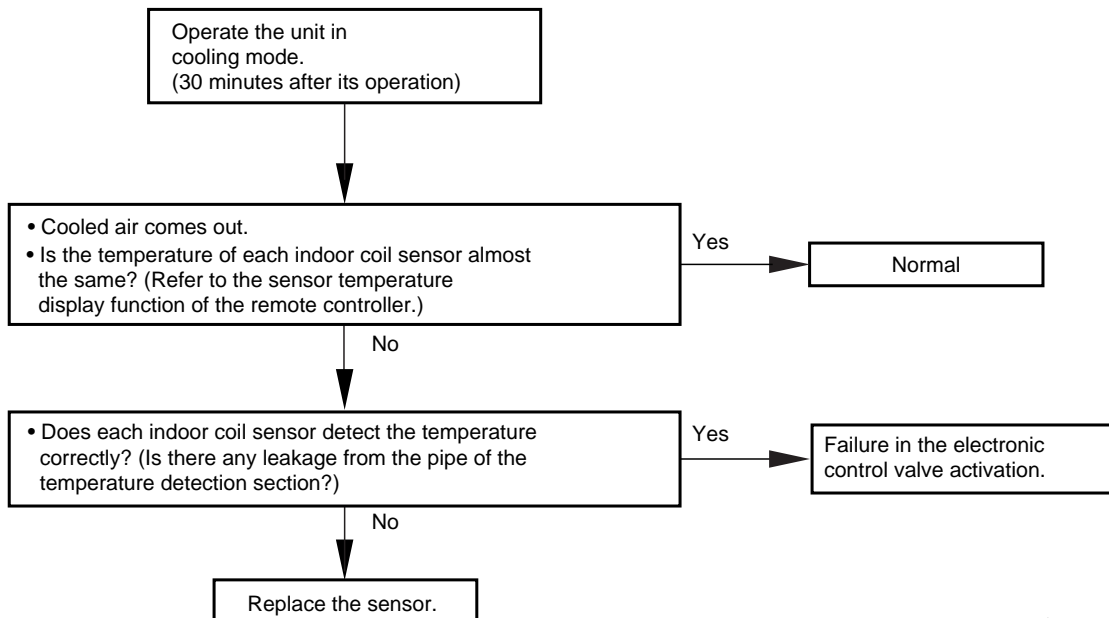 Operate the unit in
cooling mode.
(30 minutes after its operation)
• Cooled air comes out.
• Is the temperature of each indoor coil sensor almost
the same? (Refer to the sensor temperature
display function of the remote controller.)
Yes
Normal
No
• Does each indoor coil sensor detect the temperature
correctly? (Is there any leakage from the pipe of the
temperature detection section?)
Yes
Failure in the electronic
control valve activation.
No
Replace the sensor.